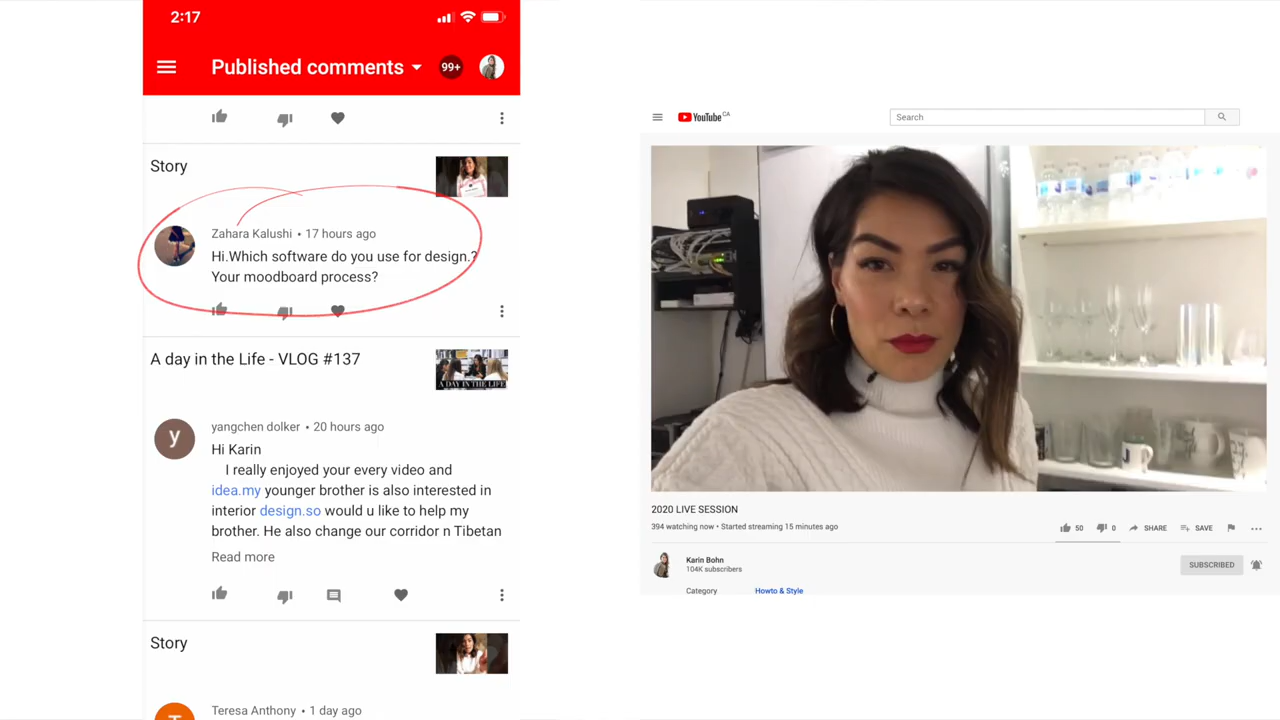 2:17
Published comments
99+
Story
Zahara Kalushi • 17 hours ago
Hi.Which software do you use for design.?
Your moodboard process?
A day in the Life - VLOG #137
A DAY IN THE LIFE
y
yangchen dolker • 20 hours ago
Hi Karin
I really enjoyed your every video and
idea.my younger brother is also interested in
interior design.so would u like to help my
brother. He also change our corridor n Tibetan
Read more
Story
T
Teresa Anthony • 1 day ago
YouTube CA
Search
2020 LIVE SESSION
394 watching now • Started streaming 15 minutes ago
50
0
SHARE
SAVE
Karin Bohn
104K subscribers
SUBSCRIBED
Category
Howto & Style